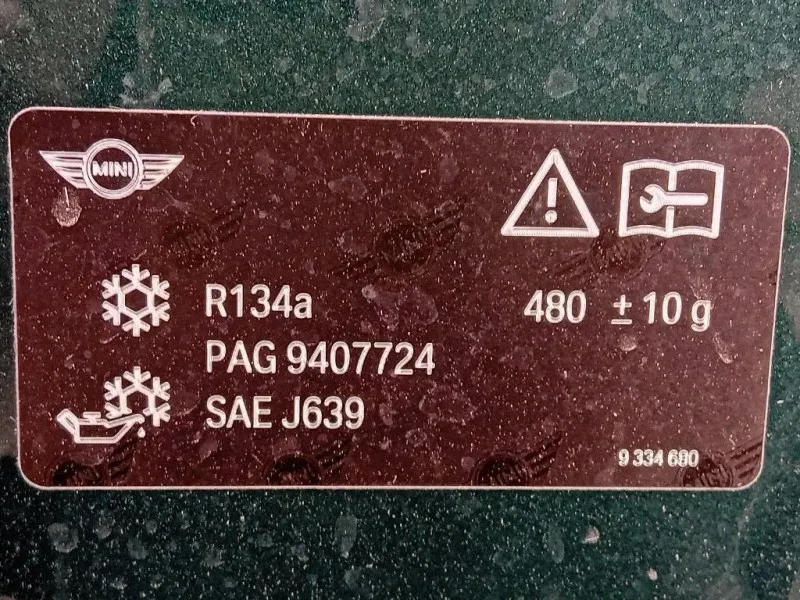 MINI
R134a 480 ± 10 g
PAG 9407724
SAE J639
9 334 680